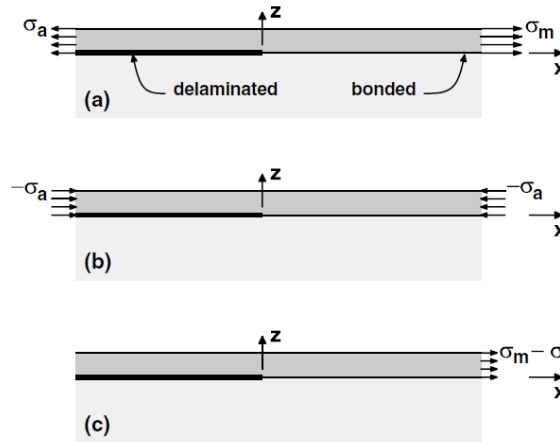 z
σa
σm
delaminated
bonded
x
(a)
z
−σa
−σa
x
(b)
z
σm − σ
x
(c)